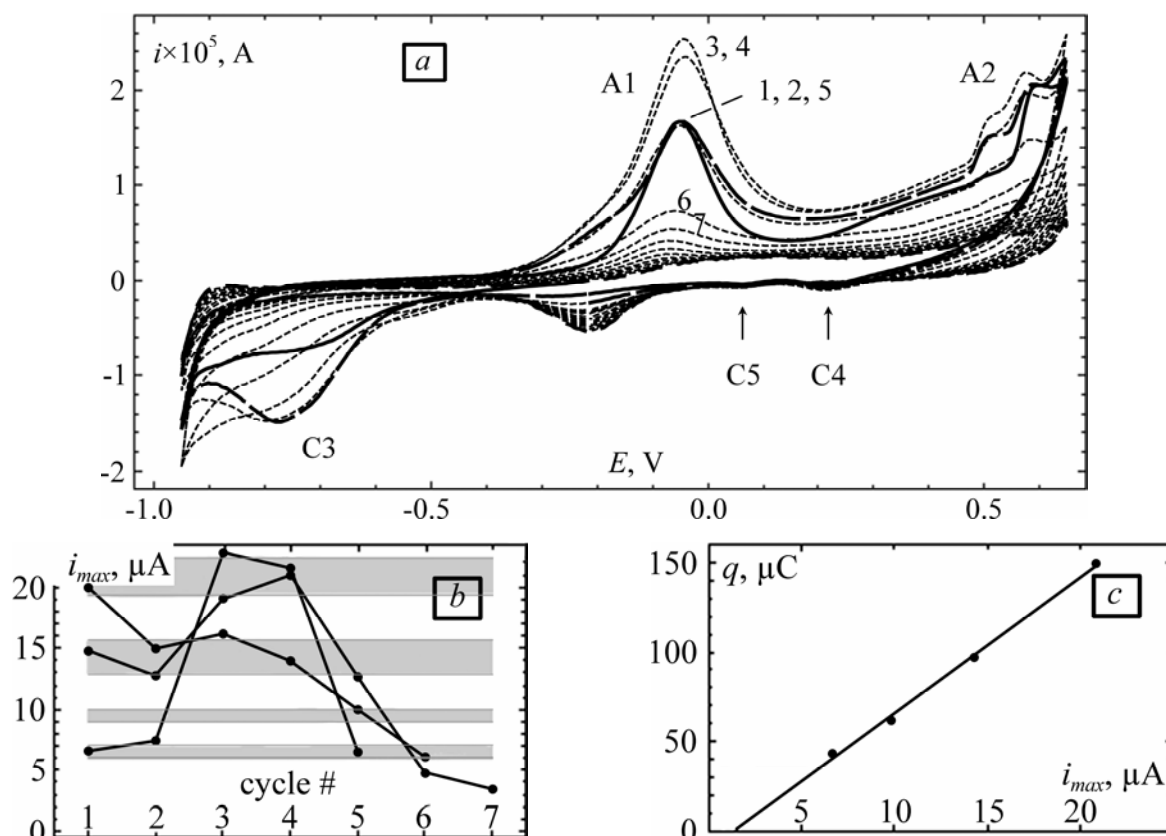 i×10⁵, A
a
3, 4
A1
A2
1, 2, 5
6
7
C5
C4
C3
E, V
2
1
0
-1
-2
-1.0 -0.5 0.0 0.5
i_max, µA
b
20
15
10
5
0
cycle #
1 2 3 4 5 6 7
q, µC
c
150
100
50
0
i_max, µA
5 10 15 20